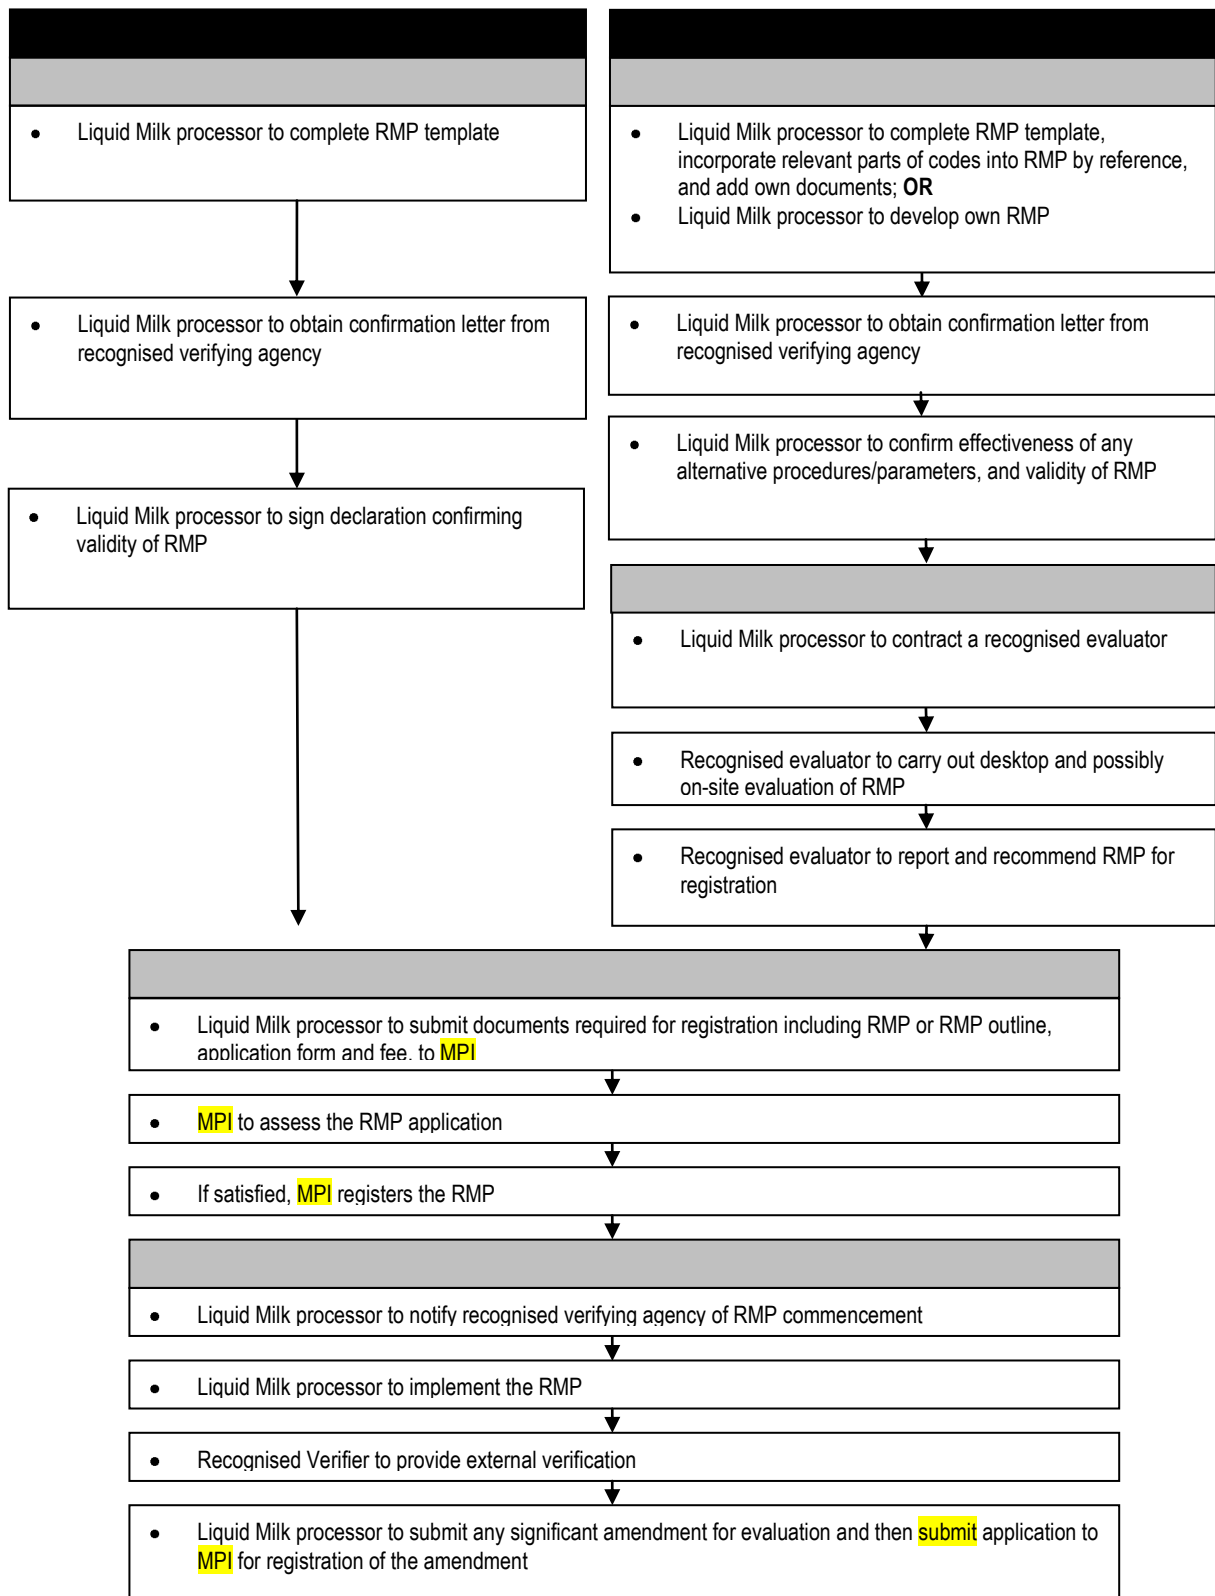 • Liquid Milk processor to complete RMP template
• Liquid Milk processor to obtain confirmation letter from
recognised verifying agency
• Liquid Milk processor to sign declaration confirming
validity of RMP
• Liquid Milk processor to complete RMP template,
incorporate relevant parts of codes into RMP by reference,
and add own documents; OR
• Liquid Milk processor to develop own RMP
• Liquid Milk processor to obtain confirmation letter from
recognised verifying agency
• Liquid Milk processor to confirm effectiveness of any
alternative procedures/parameters, and validity of RMP
• Liquid Milk processor to contract a recognised evaluator
• Recognised evaluator to carry out desktop and possibly
on-site evaluation of RMP
• Recognised evaluator to report and recommend RMP for
registration
• Liquid Milk processor to submit documents required for registration including RMP or RMP outline,
application form and fee, to MPI
• MPI to assess the RMP application
• If satisfied, MPI registers the RMP
• Liquid Milk processor to notify recognised verifying agency of RMP commencement
• Liquid Milk processor to implement the RMP
• Recognised Verifier to provide external verification
• Liquid Milk processor to submit any significant amendment for evaluation and then submit application to
MPI for registration of the amendment